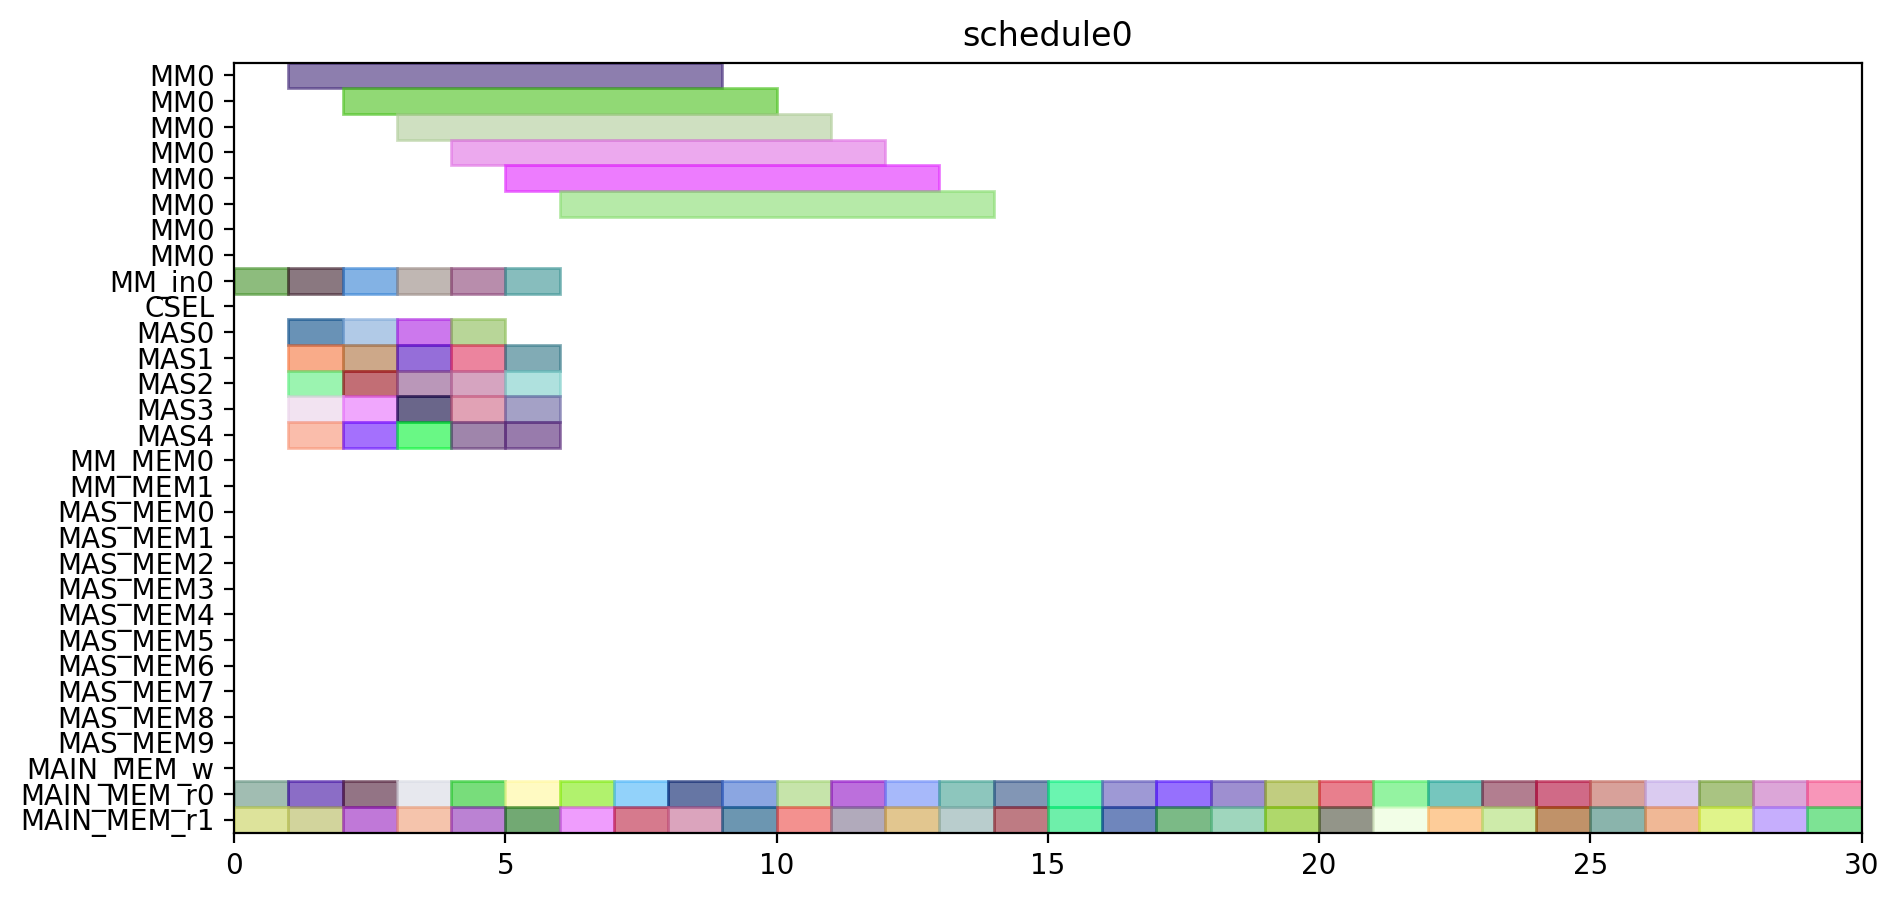 schedule0
MM0
MM0
MM0
MM0
MM0
MM0
MM0
MM0
MM_in0
CSEL
MAS0
MAS1
MAS2
MAS3
MAS4
MM_MEM0
MM_MEM1
MAS_MEM0
MAS_MEM1
MAS_MEM2
MAS_MEM3
MAS_MEM4
MAS_MEM5
MAS_MEM6
MAS_MEM7
MAS_MEM8
MAS_MEM9
MAIN_MEM_w
MAIN_MEM_r0
MAIN_MEM_r1
0 5 10 15 20 25 30